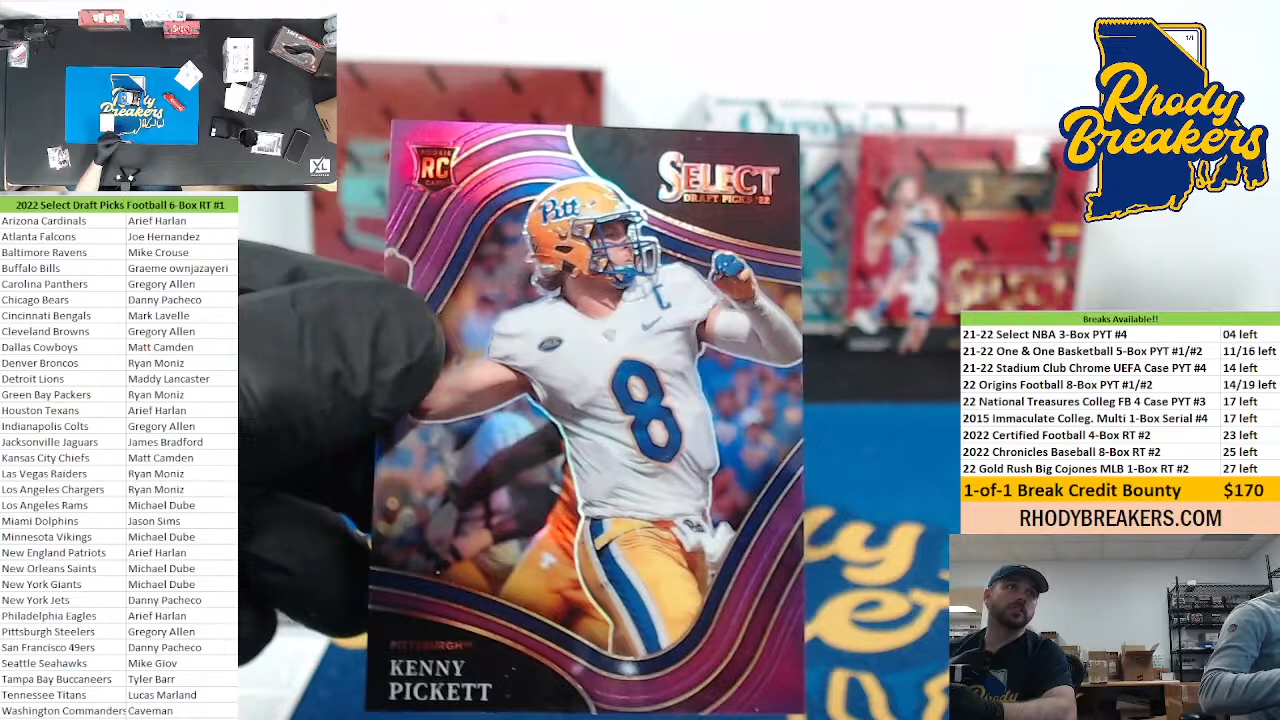 2022 Select Draft Picks Football 6-Box RT #1
Arizona Cardinals Arief Harlan
Atlanta Falcons Joe Hernandez
Baltimore Ravens Mike Crouse
Buffalo Bills Graeme ownjazayeri
Carolina Panthers Gregory Allen
Chicago Bears Danny Pacheco
Cincinnati Bengals Mark Lavelle
Cleveland Browns Gregory Allen
Dallas Cowboys Matt Camden
Denver Broncos Ryan Moniz
Detroit Lions Maddy Lancaster
Green Bay Packers Ryan Moniz
Houston Texans Arief Harlan
Indianapolis Colts Gregory Allen
Jacksonville Jaguars James Bradford
Kansas City Chiefs Matt Camden
Las Vegas Raiders Ryan Moniz
Los Angeles Chargers Ryan Moniz
Los Angeles Rams Michael Dube
Miami Dolphins Jason Sims
Minnesota Vikings Michael Dube
New England Patriots Arief Harlan
New Orleans Saints Michael Dube
New York Giants Michael Dube
New York Jets Danny Pacheco
Philadelphia Eagles Arief Harlan
Pittsburgh Steelers Gregory Allen
San Francisco 49ers Danny Pacheco
Seattle Seahawks Mike Giov
Tampa Bay Buccaneers Tyler Barr
Tennessee Titans Lucas Marland
Washington Commanders Caveman
ROOKIE
RC
CARD
SELECT
DRAFT PICKS '22
Pitt
C
8
PITTSBURGH
KENNY
PICKETT
1/1
Rhody
Breakers
Breaks Available!!
21-22 Select NBA 3-Box PYT #4 04 left
21-22 One & One Basketball 5-Box PYT #1/#2 11/16 left
21-22 Stadium Club Chrome UEFA Case PYT #4 14 left
22 Origins Football 8-Box PYT #1/#2 14/19 left
22 National Treasures Colleg FB 4 Case PYT #3 17 left
2015 Immaculate Colleg. Multi 1-Box Serial #4 17 left
2022 Certified Football 4-Box RT #2 23 left
2022 Chronicles Baseball 8-Box RT #2 25 left
22 Gold Rush Big Cojones MLB 1-Box RT #2 27 left
1-of-1 Break Credit Bounty $170
RHODYBREAKERS.COM